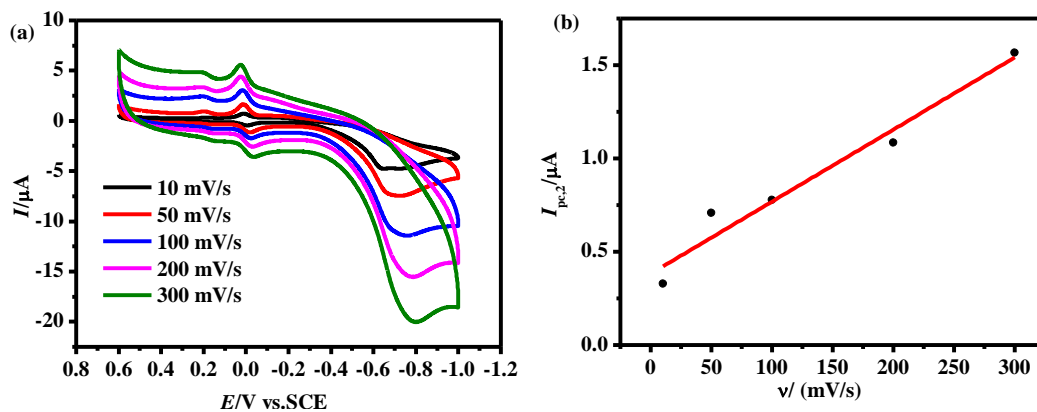 (a)
10
5
0
-5
-10
-15
-20
I/μA
10 mV/s
50 mV/s
100 mV/s
200 mV/s
300 mV/s
0.8 0.6 0.4 0.2 0.0 -0.2 -0.4 -0.6 -0.8 -1.0 -1.2
E/V vs.SCE
(b)
1.5
1.0
0.5
0.0
Ipc,2/μA
0 50 100 150 200 250 300
ν/ (mV/s)